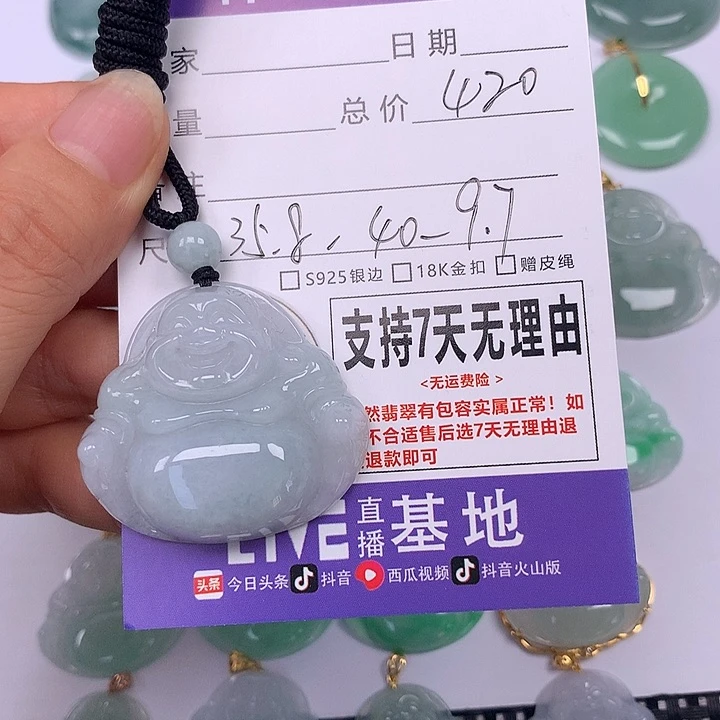 家 日期
量 总价 420
注
尺 35.8, 40-9.7
S925银边 18K金扣 赠皮绳
支持7天无理由
<无运费险>
然翡翠有包容实属正常！如
不合适售后选7天无理由退
退款即可
LIVE 直播 基地
头条 今日头条 抖音 西瓜视频 抖音火山版